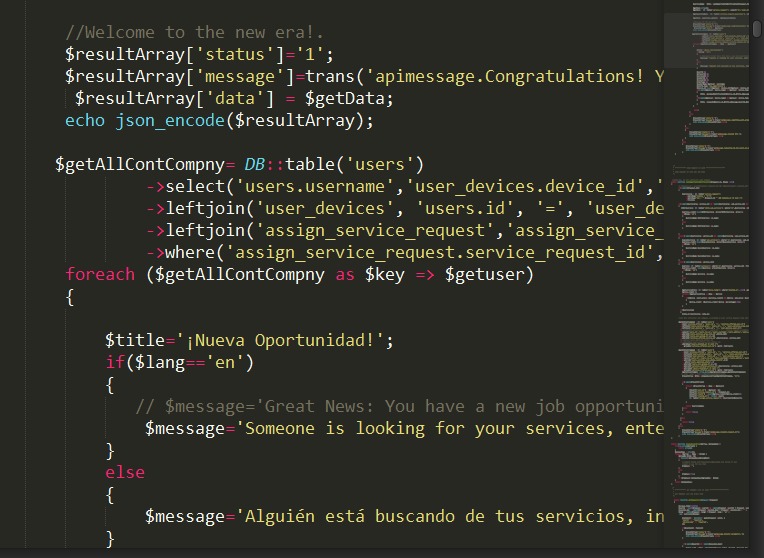 //Welcome to the new era!.
$resultArray['status']='1';
$resultArray['message']=trans('apimessage.Congratulations! Y
$resultArray['data'] = $getData;
echo json_encode($resultArray);
$getAllContCompny= DB::table('users')
->select('users.username','user_devices.device_id','
->leftjoin('user_devices', 'users.id', '=', 'user_de
->leftjoin('assign_service_request','assign_service_
->where('assign_service_request.service_request_id',
foreach ($getAllContCompny as $key => $getuser)
{
$title='¡Nueva Oportunidad!';
if($lang=='en')
{
// $message='Great News: You have a new job opportuni
$message='Someone is looking for your services, ente
}
else
{
$message='Alguién está buscando de tus servicios, in
}